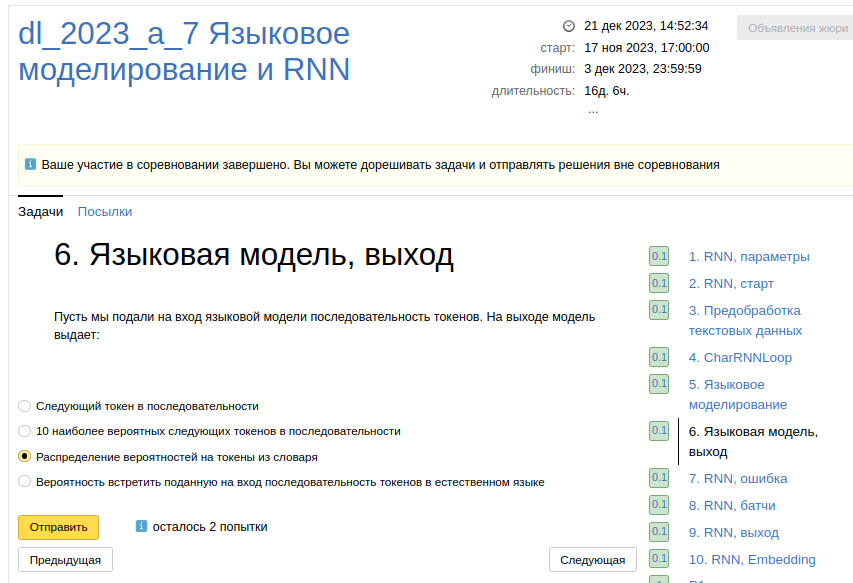 dl_2023_a_7 Языковое
моделирование и RNN
21 дек 2023, 14:52:34
старт: 17 ноя 2023, 17:00:00
финиш: 3 дек 2023, 23:59:59
длительность: 16д. 6ч.
...
Объявления жюри
Ваше участие в соревновании завершено. Вы можете дорешивать задачи и отправлять решения вне соревнования
Задачи Посылки
6. Языковая модель, выход
Пусть мы подали на вход языковой модели последовательность токенов. На выходе модель
выдает:
Следующий токен в последовательности
10 наиболее вероятных следующих токенов в последовательности
Распределение вероятностей на токены из словаря
Вероятность встретить поданную на вход последовательность токенов в естественном языке
Отправить осталось 2 попытки
Предыдущая Следующая
0.1 1. RNN, параметры
0.1 2. RNN, старт
0.1 3. Предобработка
текстовых данных
0.1 4. CharRNNLoop
0.1 5. Языковое
моделирование
0.1 6. Языковая модель,
выход
0.1 7. RNN, ошибка
0.1 8. RNN, батчи
0.1 9. RNN, выход
0.1 10. RNN, Embedding